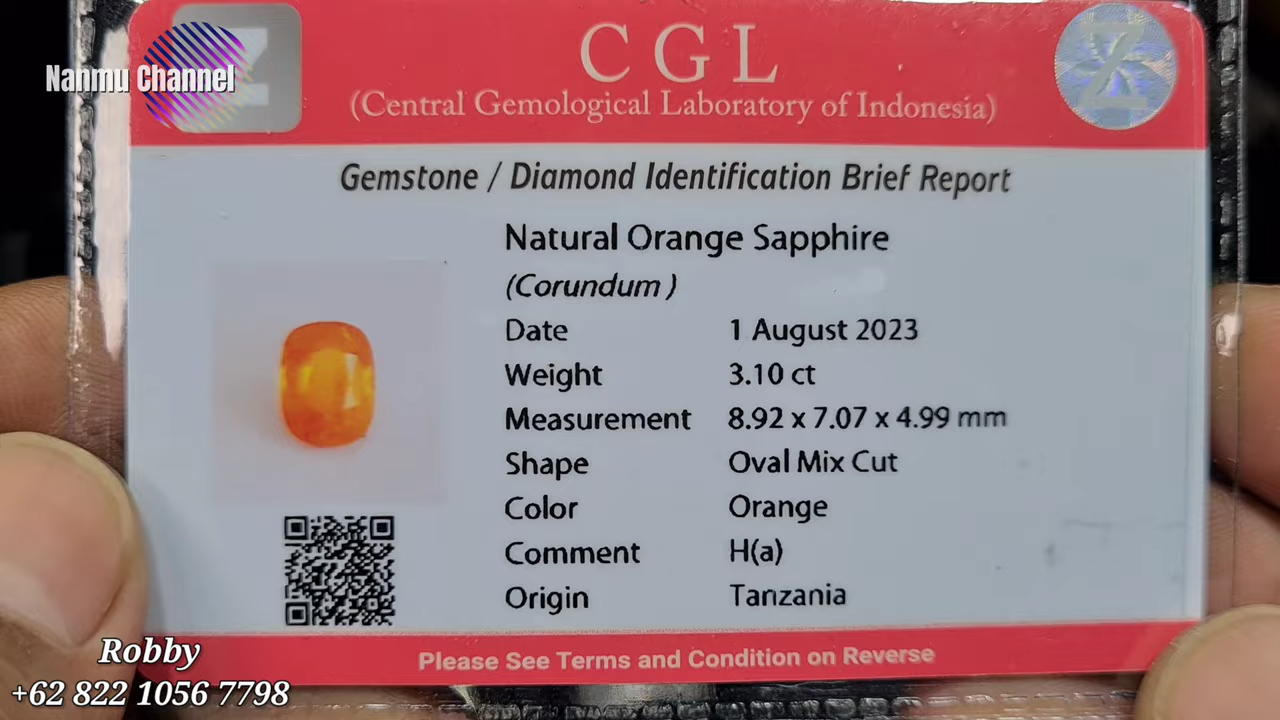 Nanmu Channel
CGL
(Central Gemological Laboratory of Indonesia)
Gemstone / Diamond Identification Brief Report
Natural Orange Sapphire
(Corundum)
Date 1 August 2023
Weight 3.10 ct
Measurement 8.92 x 7.07 x 4.99 mm
Shape Oval Mix Cut
Color Orange
Comment H(a)
Origin Tanzania
Please See Terms and Condition on Reverse
Robby
+62 822 1056 7798